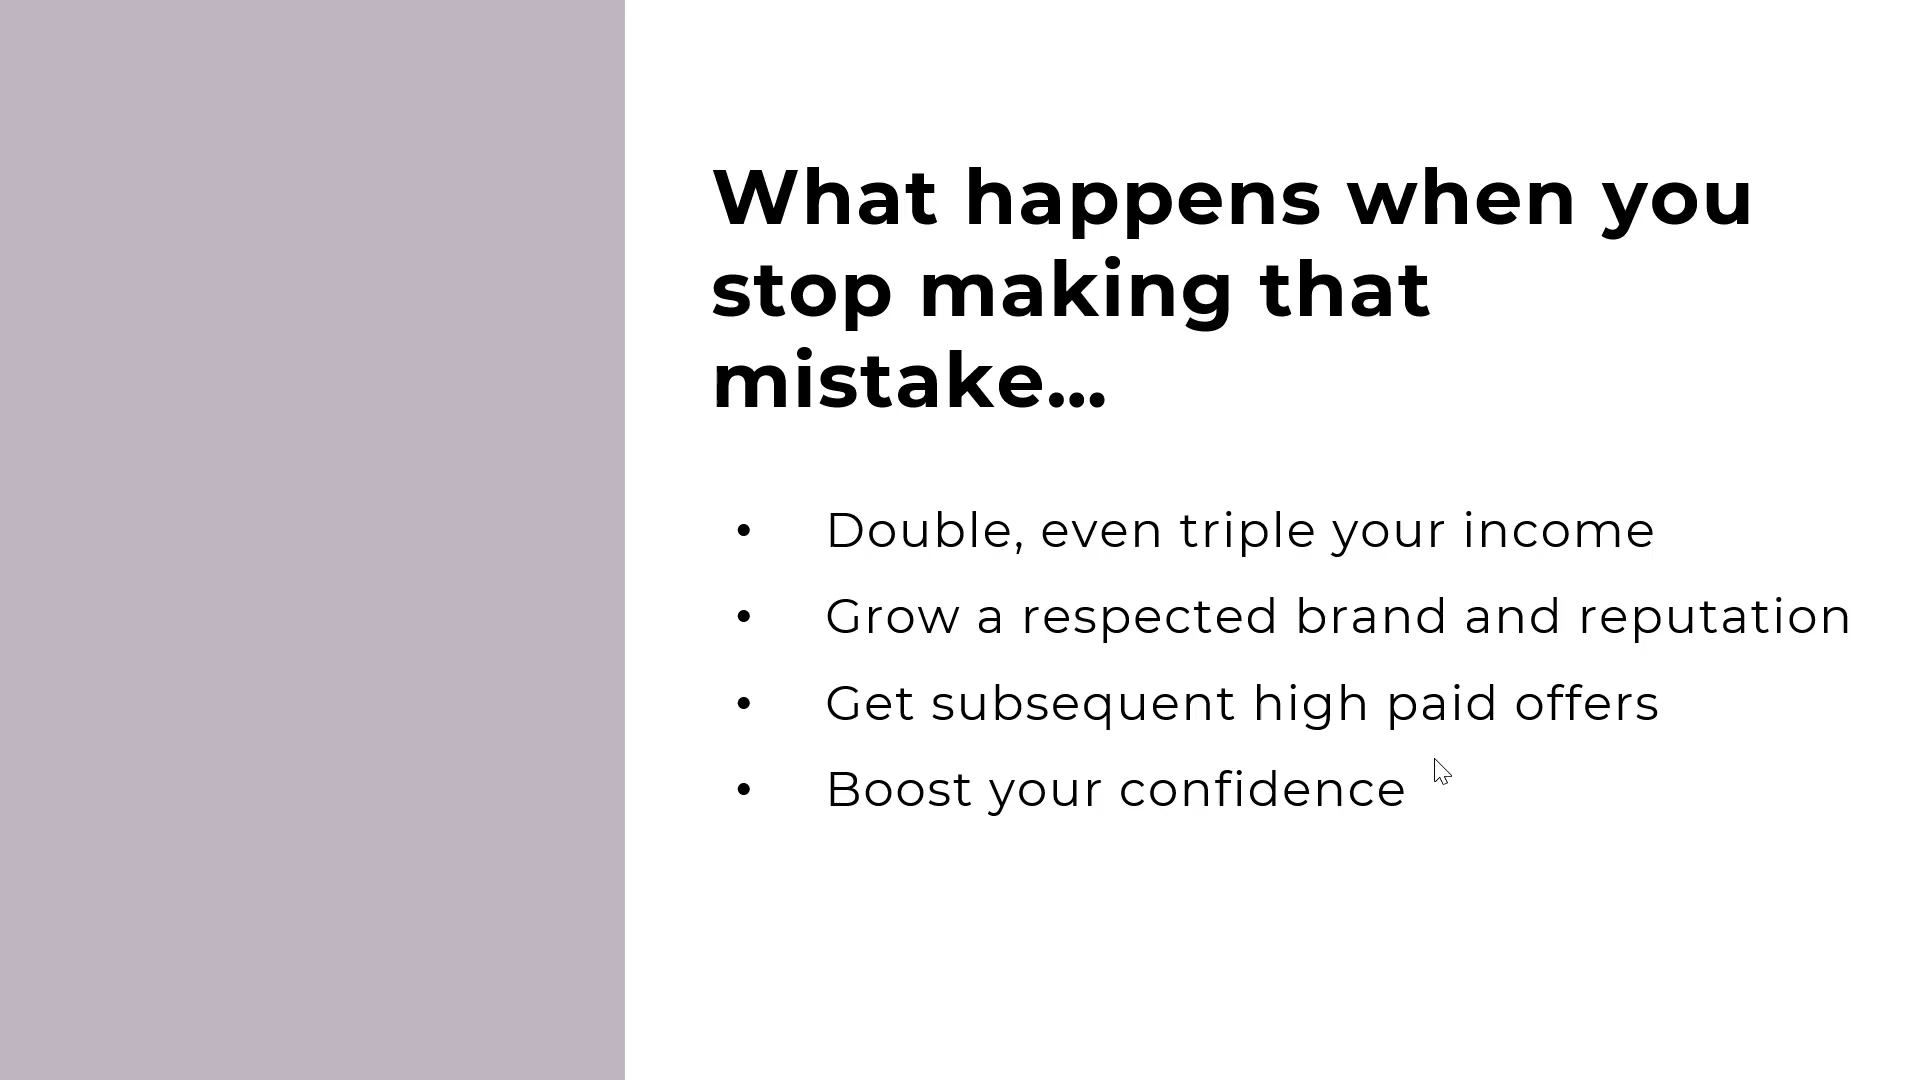 What happens when you
stop making that
mistake...
• Double, even triple your income
• Grow a respected brand and reputation
• Get subsequent high paid offers
• Boost your confidence